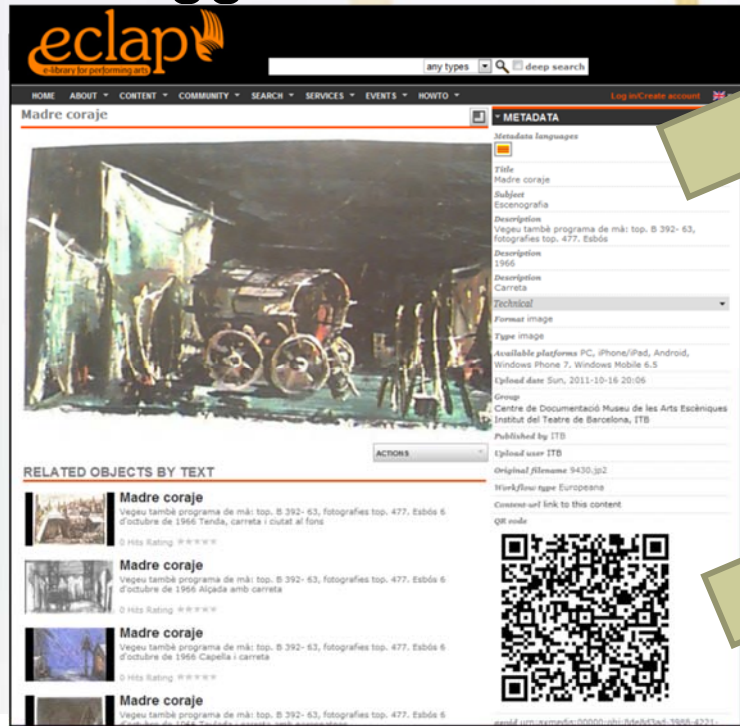 eclap
e-library for performing arts
any types
deep search
HOME ABOUT CONTENT COMMUNITY SEARCH SERVICES EVENTS HOWTO
Log in/Create account
Madre coraje
RELATED OBJECTS BY TEXT
Madre coraje
Vegeu també programa de mà: top. B 392- 63, fotografies top. 477. Esbós 6
d'octubre de 1966 Tenda, carreta i ciutat al fons
0 Hits Rating
Madre coraje
Vegeu també programa de mà: top. B 392- 63, fotografies top. 477. Esbós 6
d'octubre de 1966 Alçada amb carreta
0 Hits Rating
Madre coraje
Vegeu també programa de mà: top. B 392- 63, fotografies top. 477. Esbós 6
d'octubre de 1966 Capella i carreta
0 Hits Rating
Madre coraje
Vegeu també programa de mà: top. B 392- 63, fotografies top. 477. Esbós 6
ACTIONS
METADATA
Metadata languages
Title
Madre coraje
Subject
Escenografia
Description
Vegeu també programa de mà: top. B 392- 63,
fotografies top. 477. Esbós
Description
1966
Description
Carreta
Technical
Format image
Type image
Available platforms PC, iPhone/iPad, Android,
Windows Phone 7, Windows Mobile 6.5
Upload date Sun, 2011-10-16 20:06
Group
Centre de Documentació Museu de les Arts Escèniques
Institut del Teatre de Barcelona, ITB
Published by ITB
Upload user ITB
Original filename 9430.jp2
Workflow type Europeana
Content-url link to this content
QR code